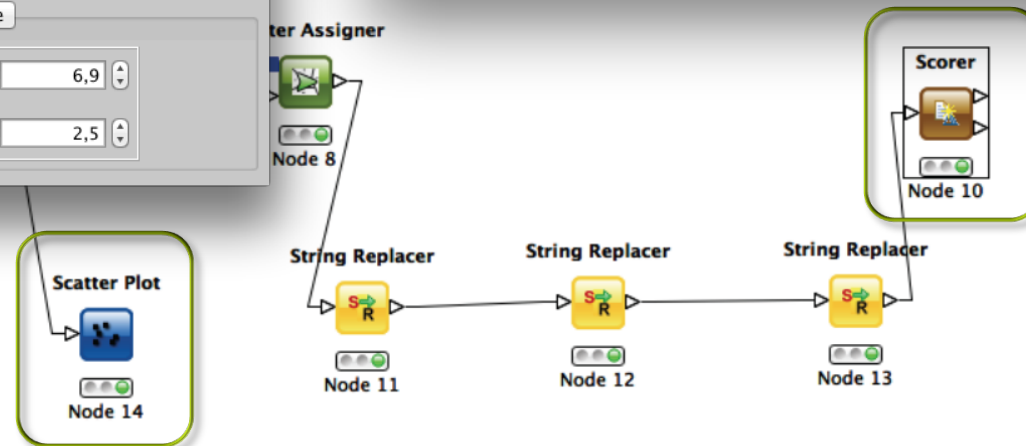 e
6,9
2,5
ter Assigner
Node 8
Scorer
Node 10
Scatter Plot
Node 14
String Replacer
S
R
Node 11
String Replacer
S
R
Node 12
String Replacer
S
R
Node 13